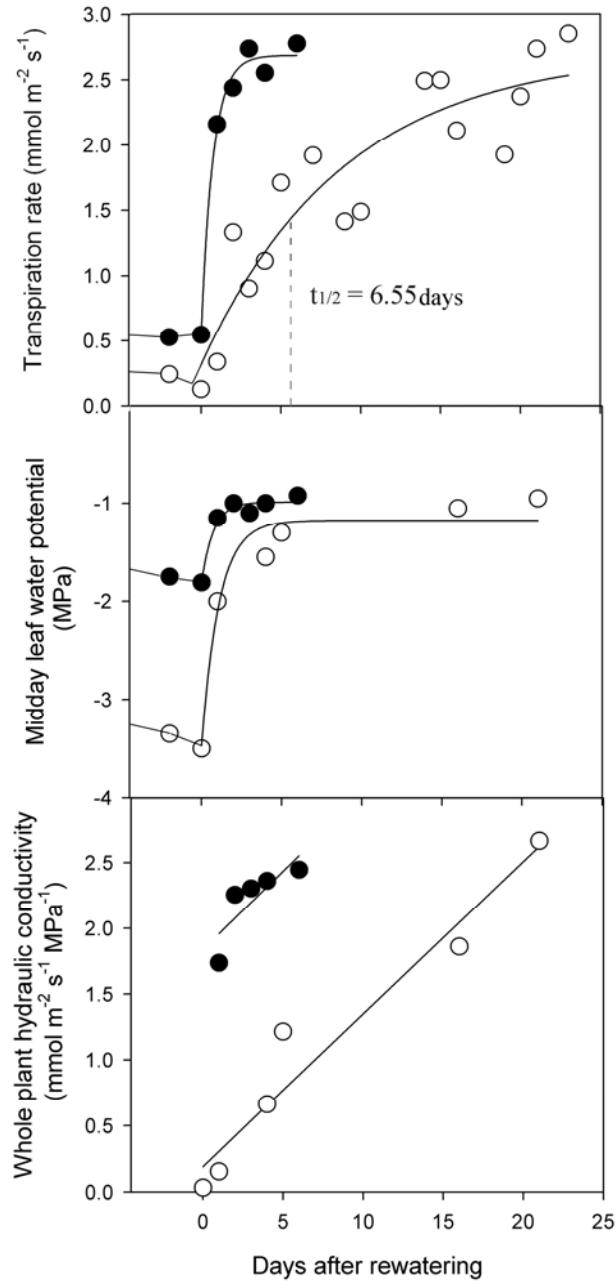 Transpiration rate (mmol m-2 s-1)
3.0
2.5
2.0
1.5
1.0
0.5
0.0
t1/2 = 6.55days
Midday leaf water potential
(MPa)
-1
-2
-3
-4
Whole plant hydraulic conductivity
(mmol m-2 s-1 MPa-1)
2.5
2.0
1.5
1.0
0.5
0.0
0 5 10 15 20 25
Days after rewatering